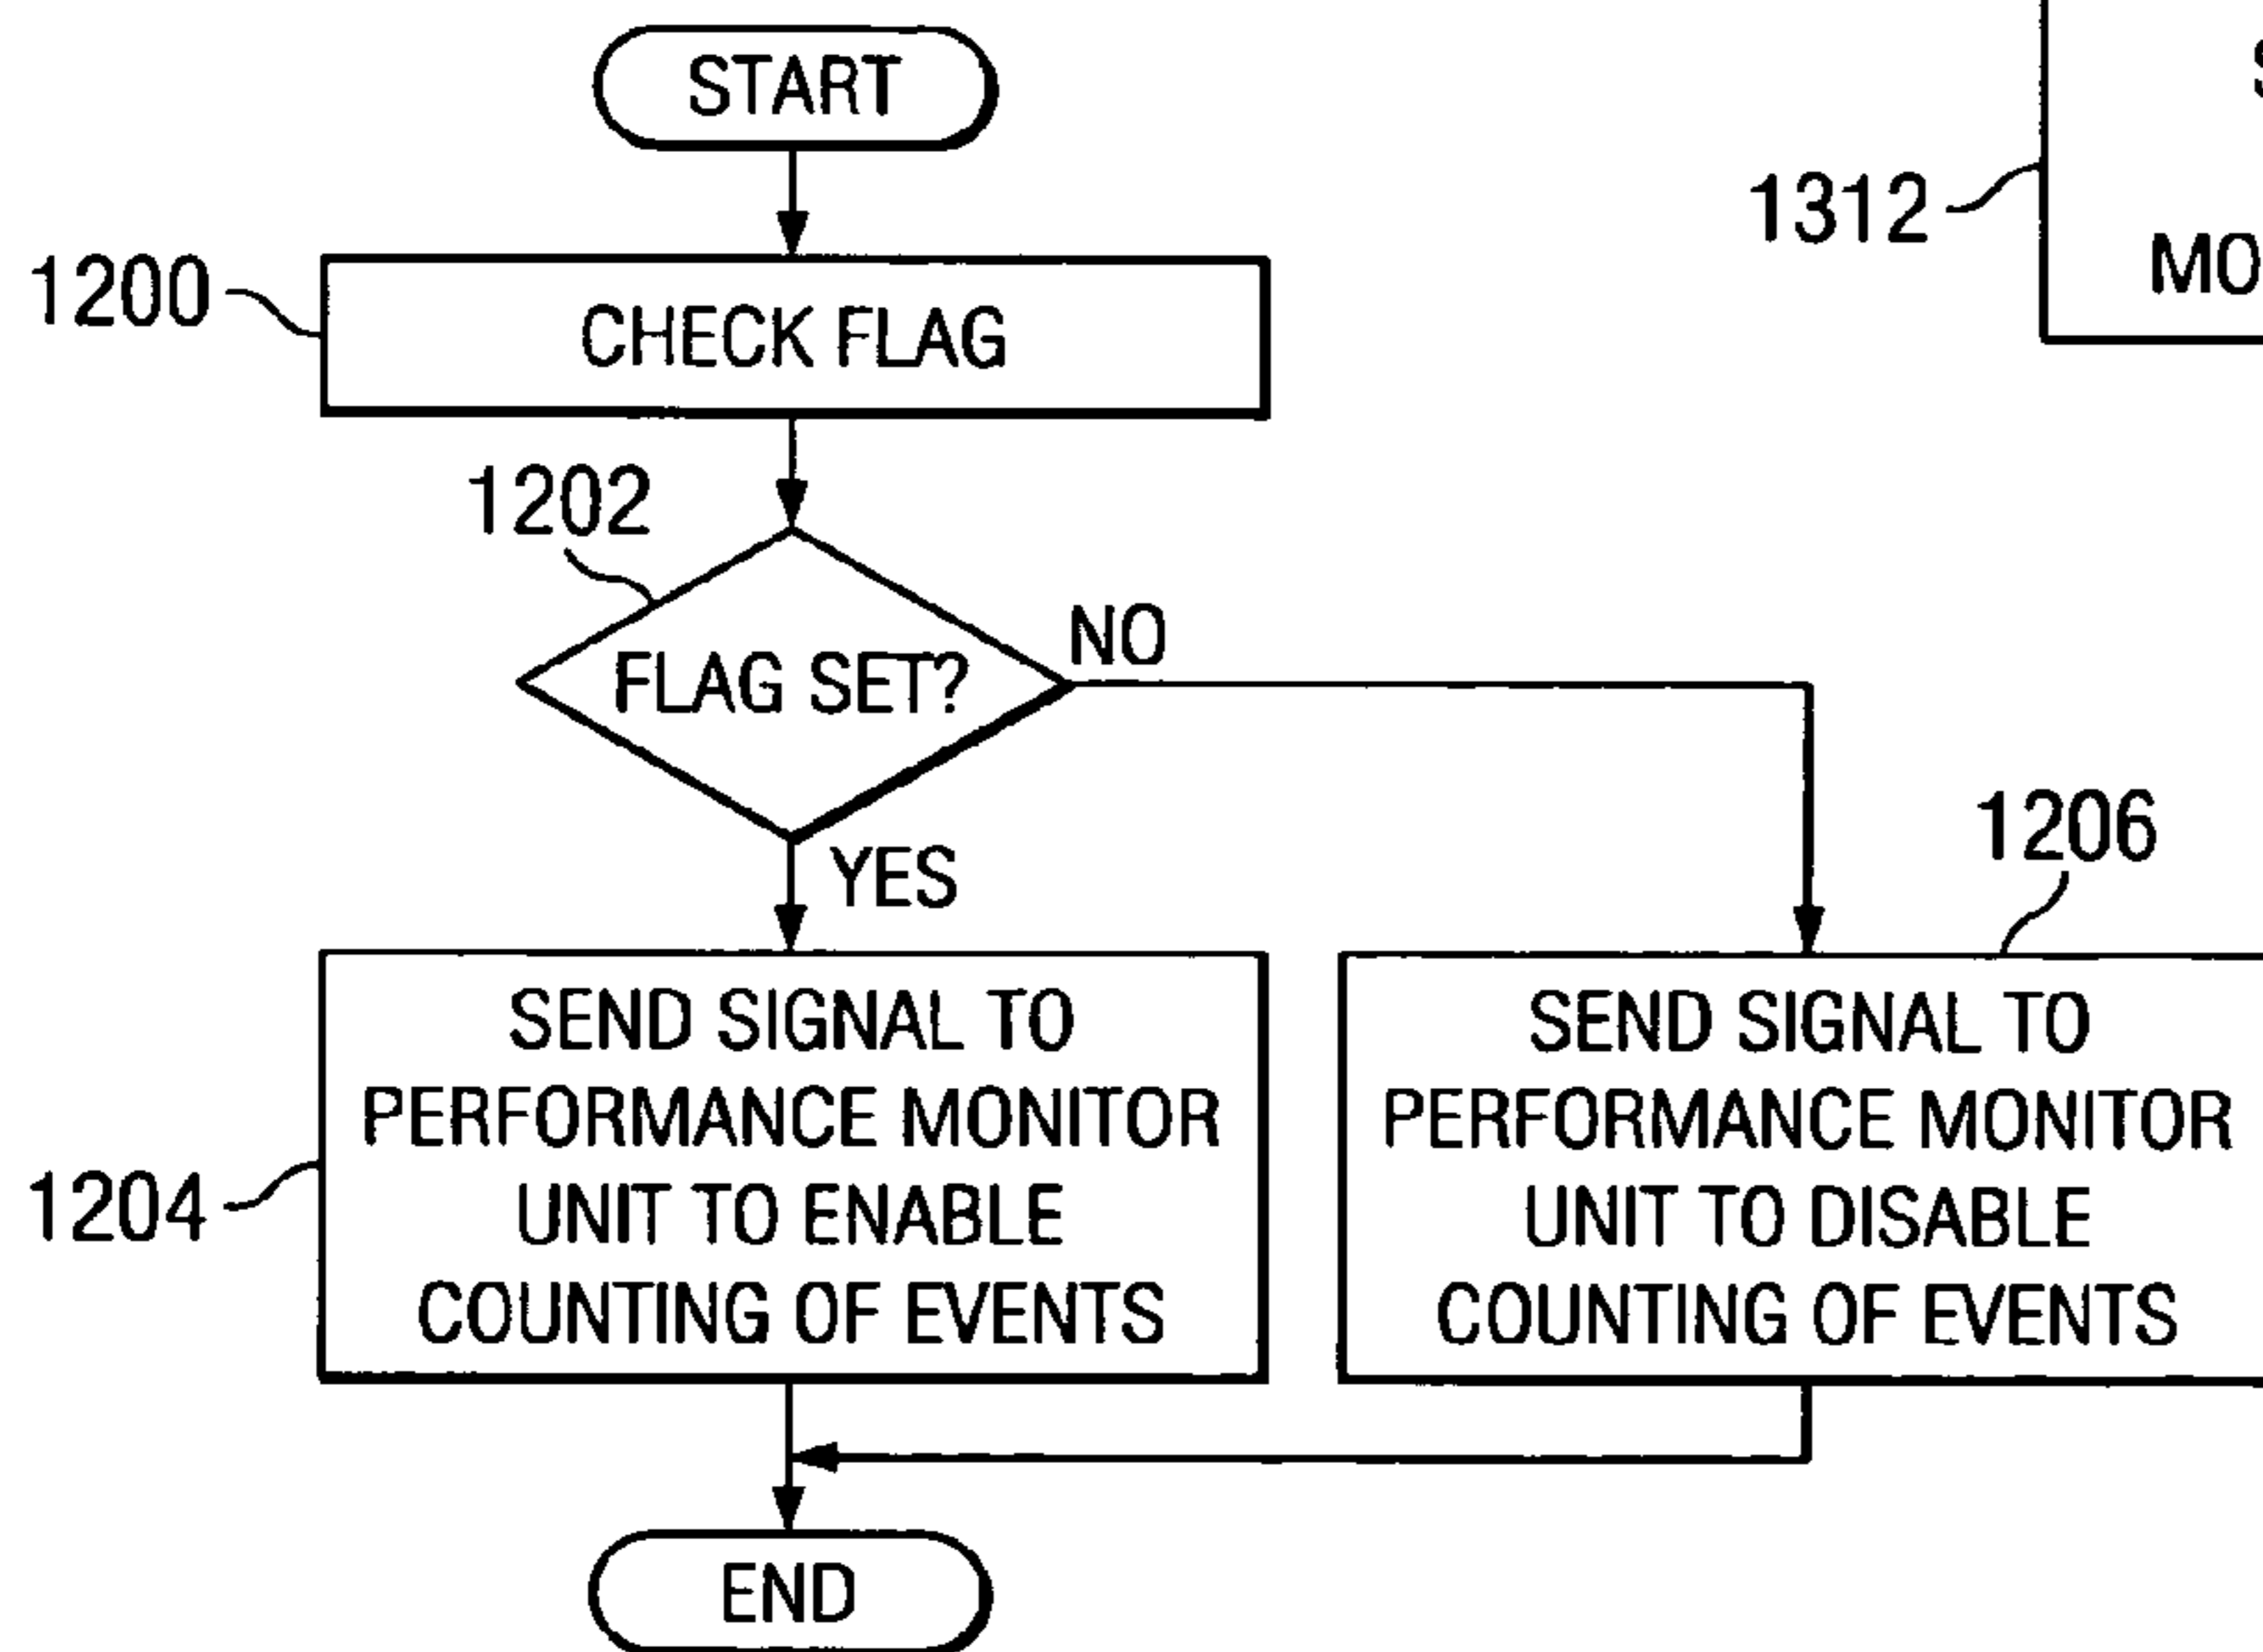 START
1200
CHECK FLAG
1202
FLAG SET?
NO
YES
1204
SEND SIGNAL TO
PERFORMANCE MONITOR
UNIT TO ENABLE
COUNTING OF EVENTS
1206
SEND SIGNAL TO
PERFORMANCE MONITOR
UNIT TO DISABLE
COUNTING OF EVENTS
END
1312